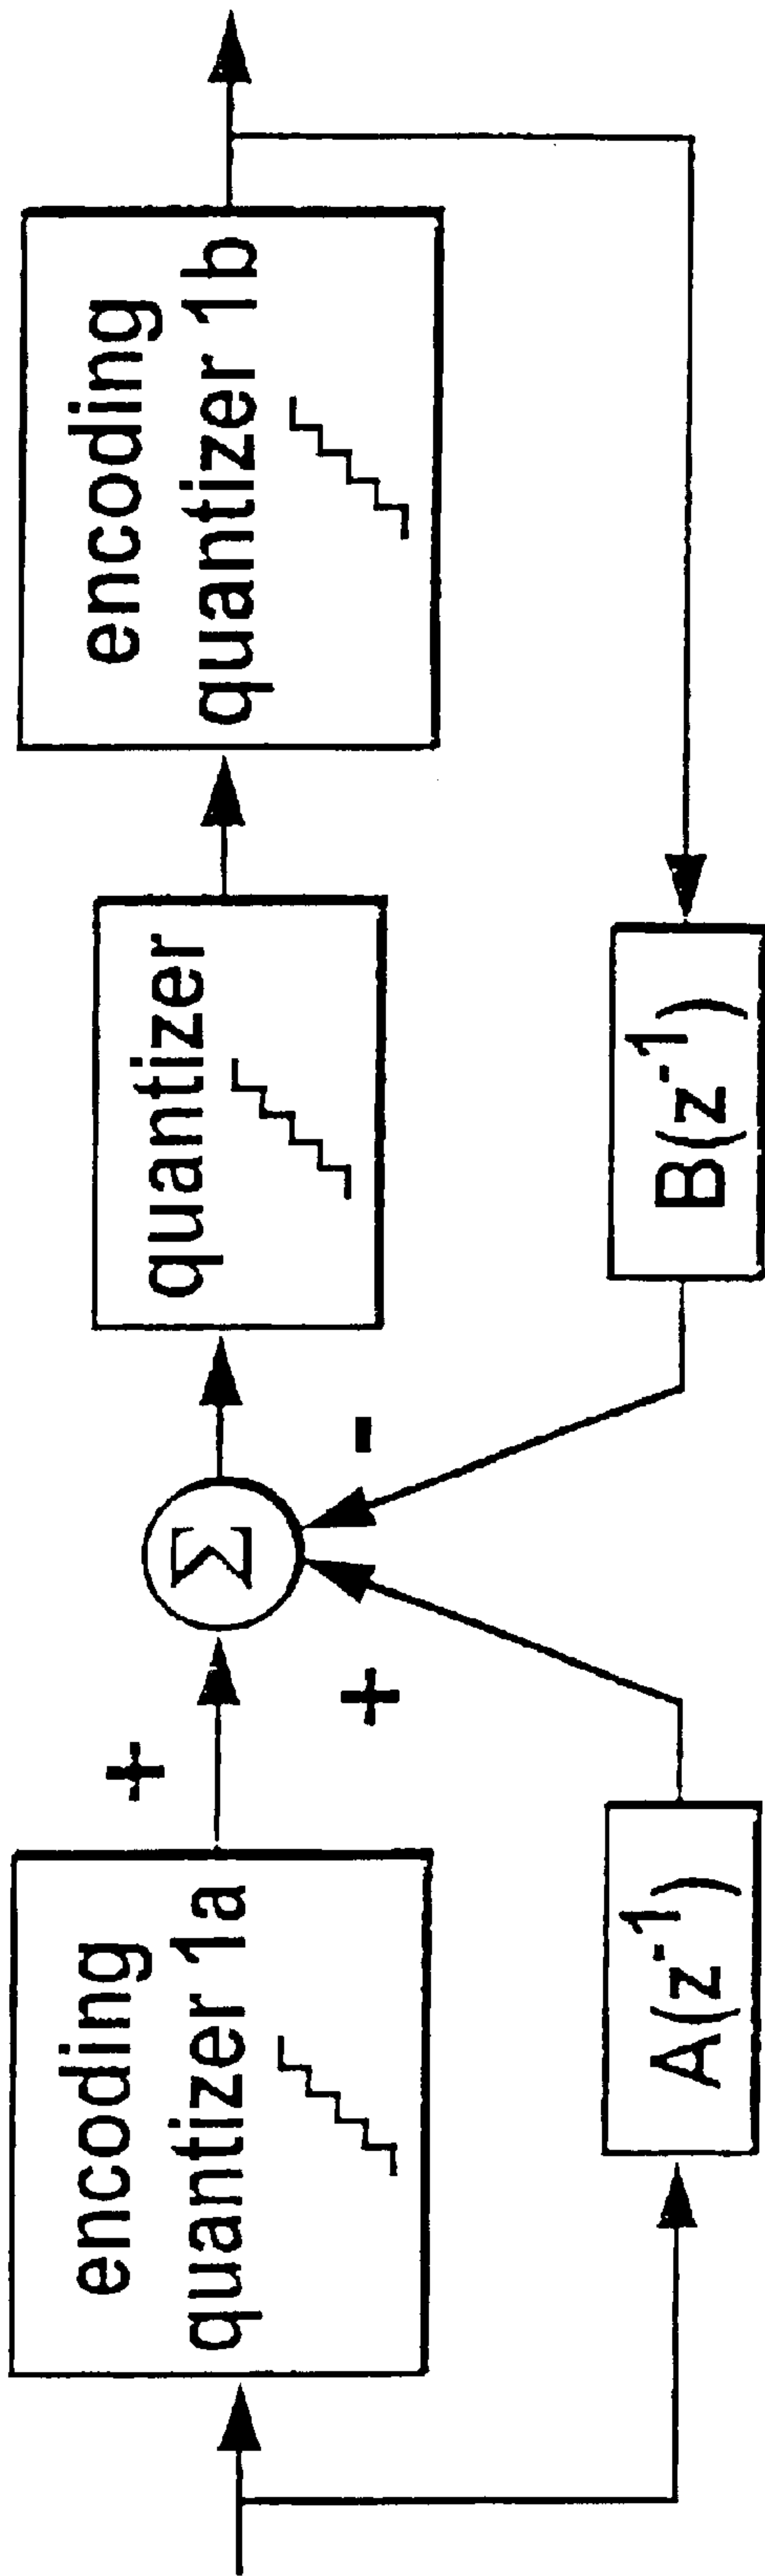 encoding
quantizer 1a
+
+
Σ
-
quantizer
encoding
quantizer 1b
A(z⁻¹)
B(z⁻¹)